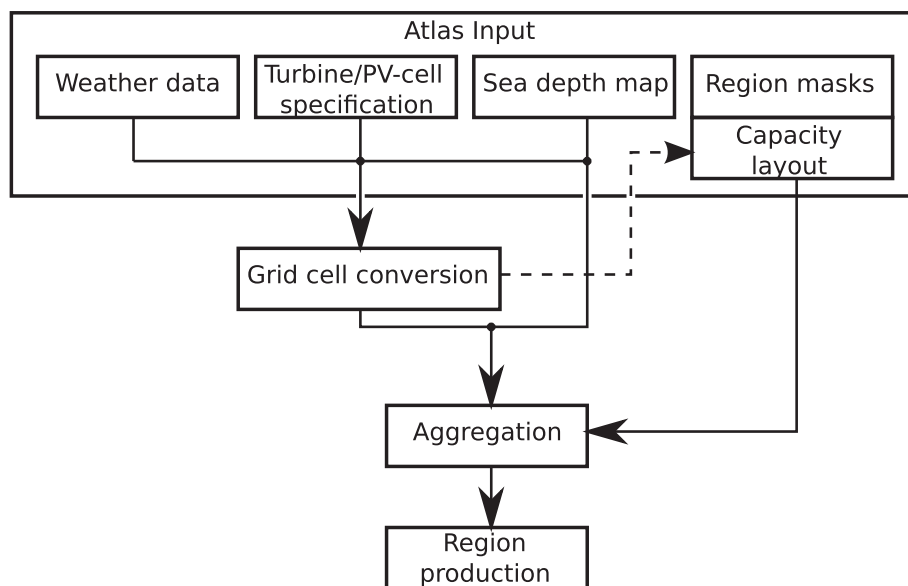 Atlas Input
Weather data
Turbine/PV-cell
specification
Sea depth map
Region masks
Capacity
layout
Grid cell conversion
Aggregation
Region
production